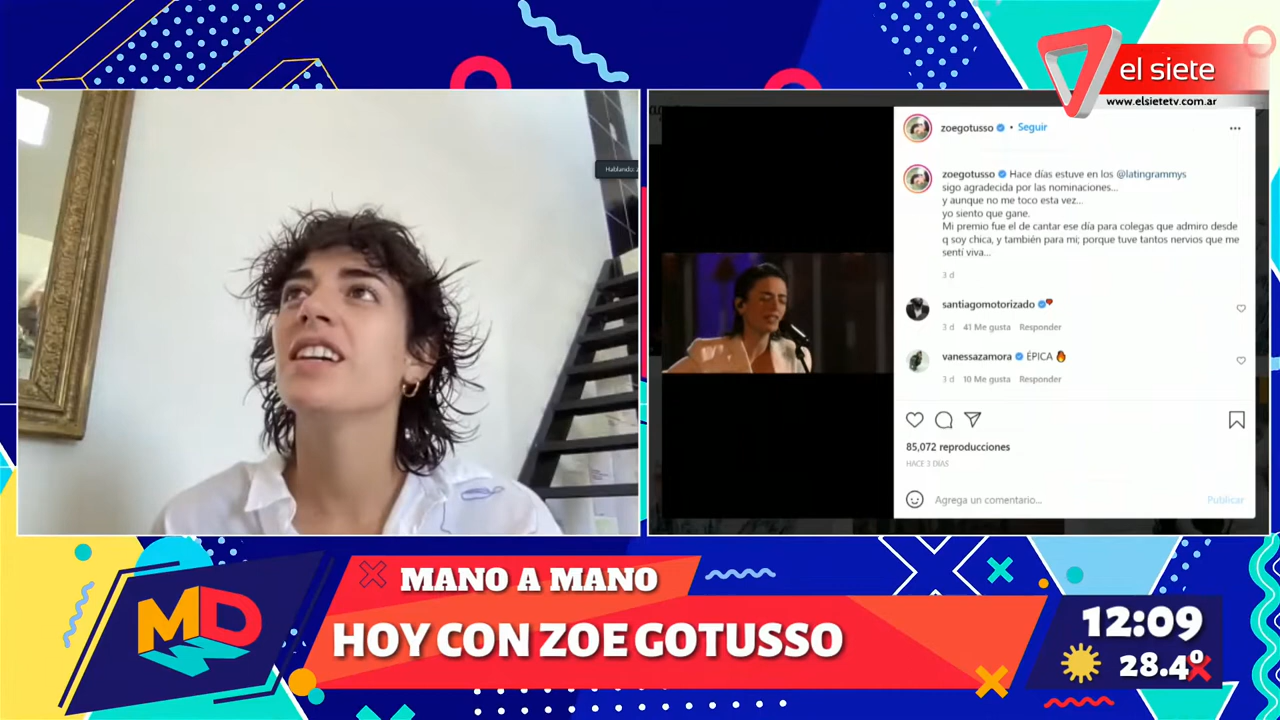 el siete
www.elsietetv.com.ar
Hablando:
zoegotusso • Seguir
zoegotusso Hace días estuve en los @latingrammys
sigo agradecida por las nominaciones...
y aunque no me toco esta vez...
yo siento que gane.
Mi premio fue el de cantar ese día para colegas que admiro desde
q soy chica, y también para mi; porque tuve tantos nervios que me
sentí viva...
3 d
santiagomotorizado
3 d 41 Me gusta Responder
vanessazamora ÉPICA
3 d 10 Me gusta Responder
85,072 reproducciones
HACE 3 DÍAS
Agrega un comentario...
Publicar
MANO A MANO
MD
HOY CON ZOE GOTUSSO
12:09
28.4º